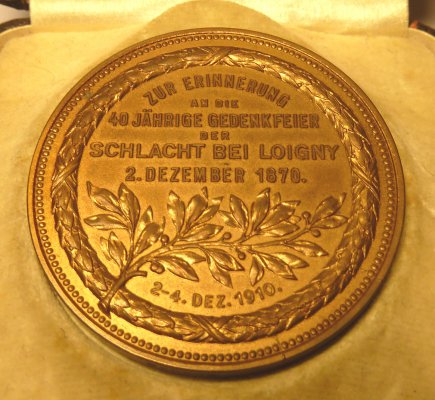 ZUR ERINNERUNG
AN DIE
40 JÄHRIGE GEDENKFEIER
DER
SCHLACHT BEI LOIGNY
2. DEZEMBER 1870.
2-4. DEZ. 1910.